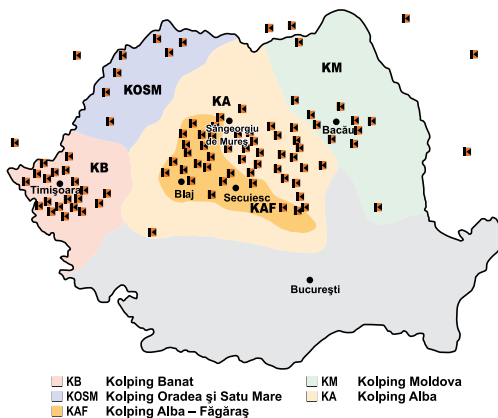 KOSM
KM
KA
Sângeorgiu
de Mureș
Bacău
KB
Timișoara
Blaj
Secuiesc
KAF
București
KB Kolping Banat
KOSM Kolping Oradea și Satu Mare
KAF Kolping Alba – Făgăraș
KM Kolping Moldova
KA Kolping Alba